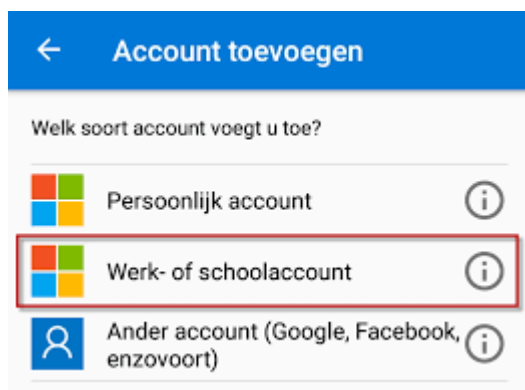 Account toevoegen
Welk soort account voegt u toe?
Persoonlijk account
Werk- of schoolaccount
Ander account (Google, Facebook,
enzovoort)